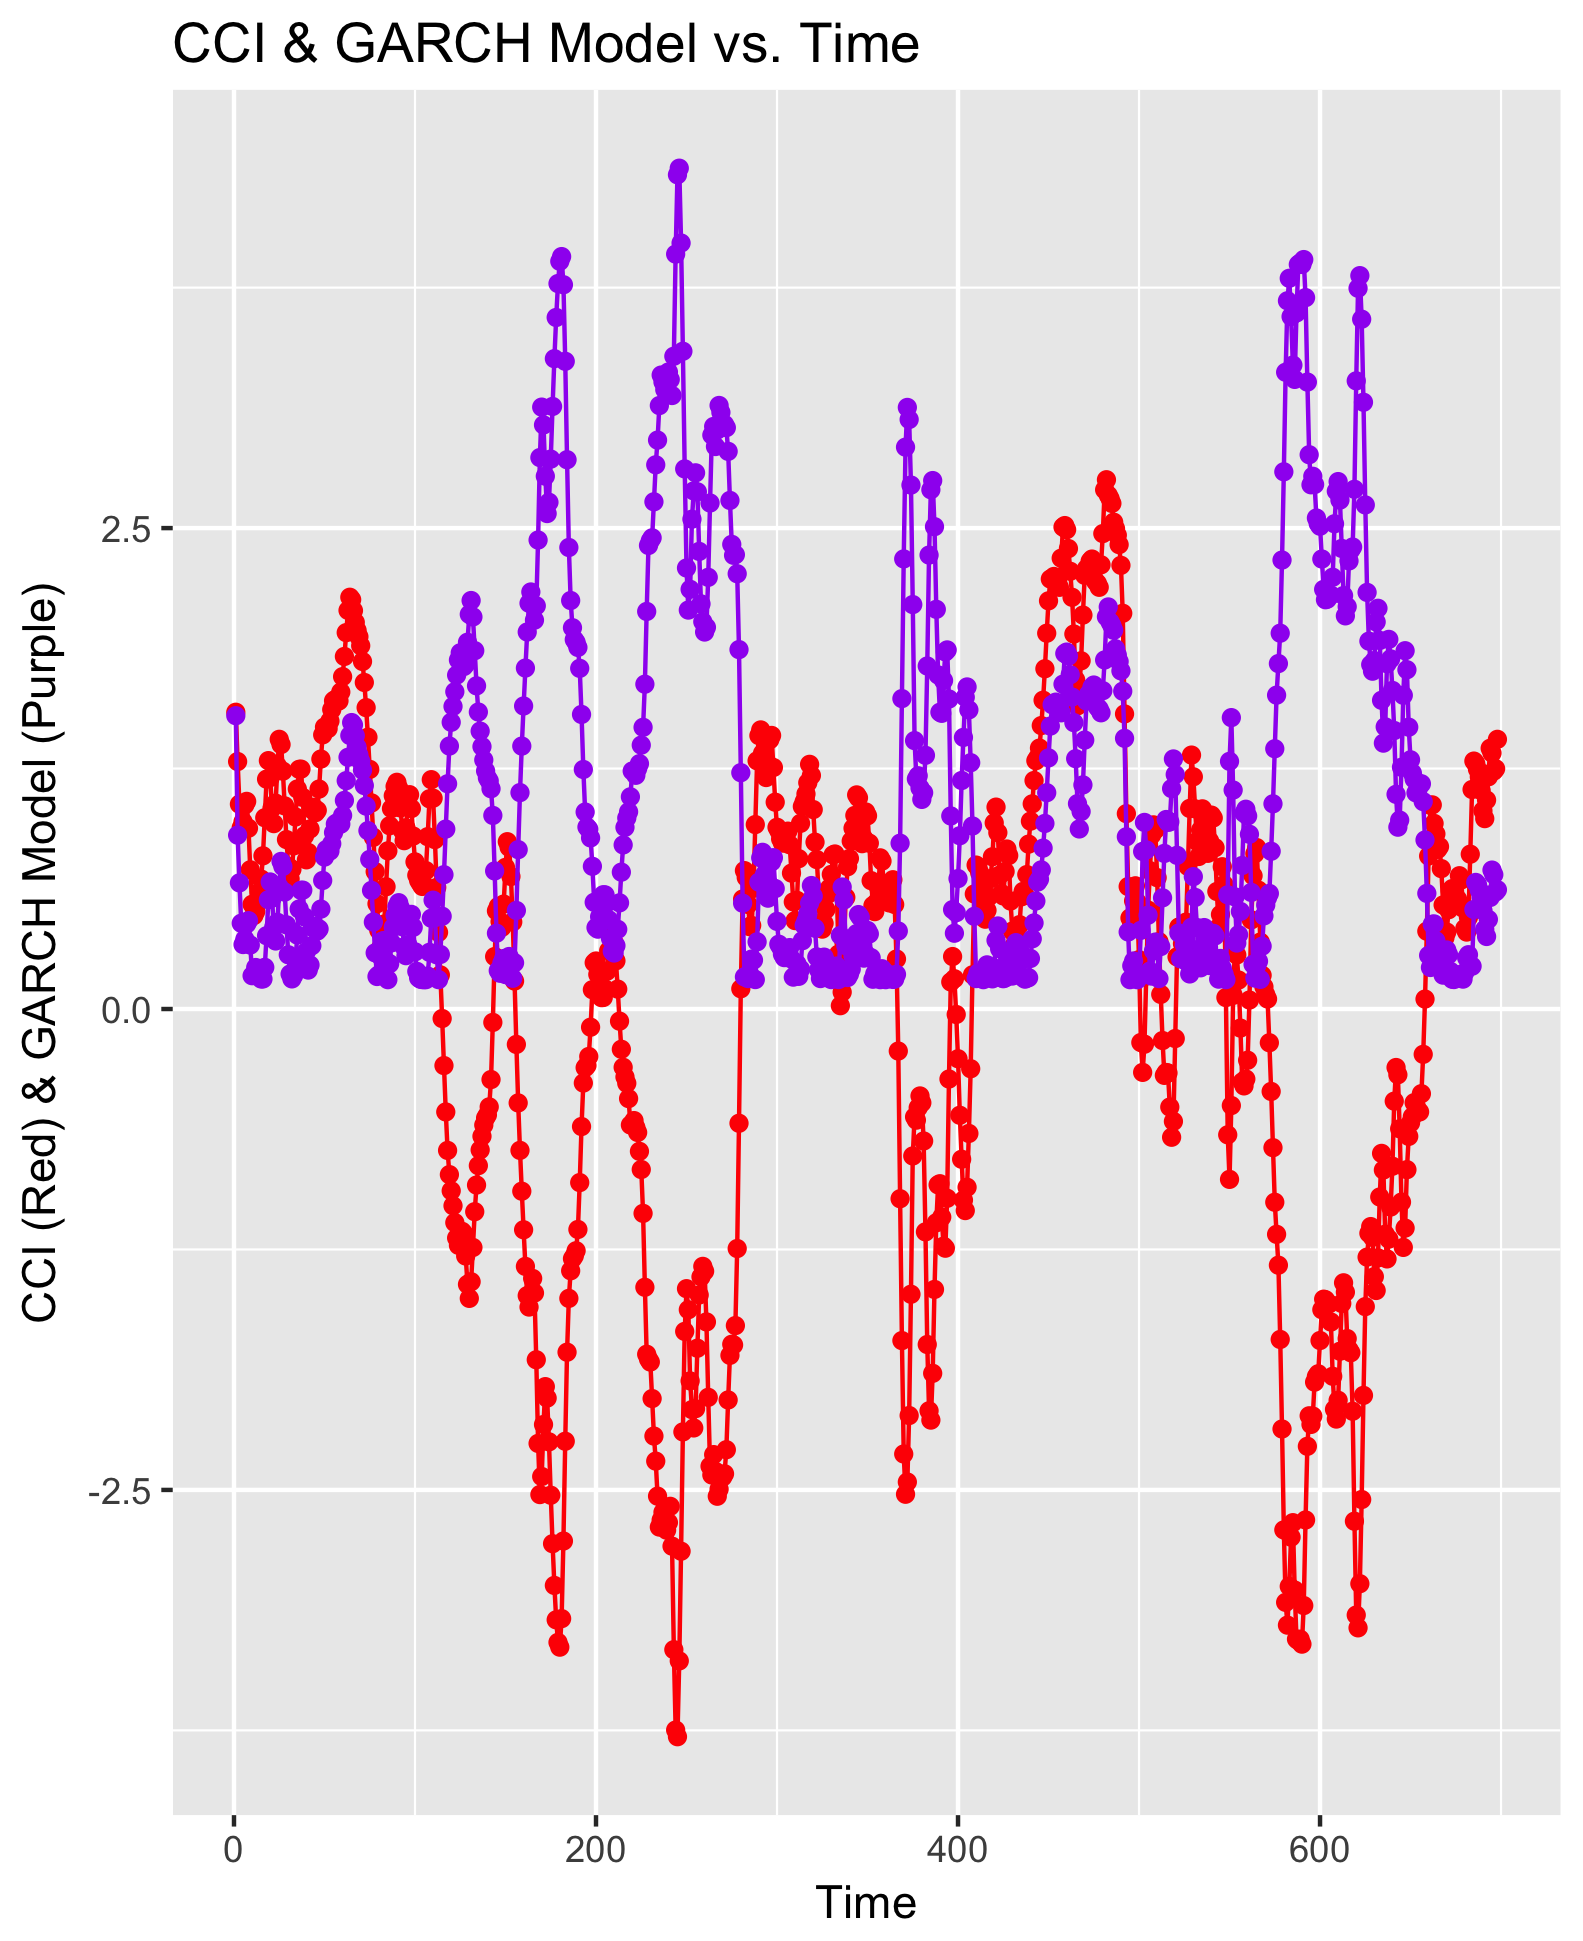 CCI & GARCH Model vs. Time
CCI (Red) & GARCH Model (Purple)
2.5
0.0
-2.5
0
200
400
600
Time